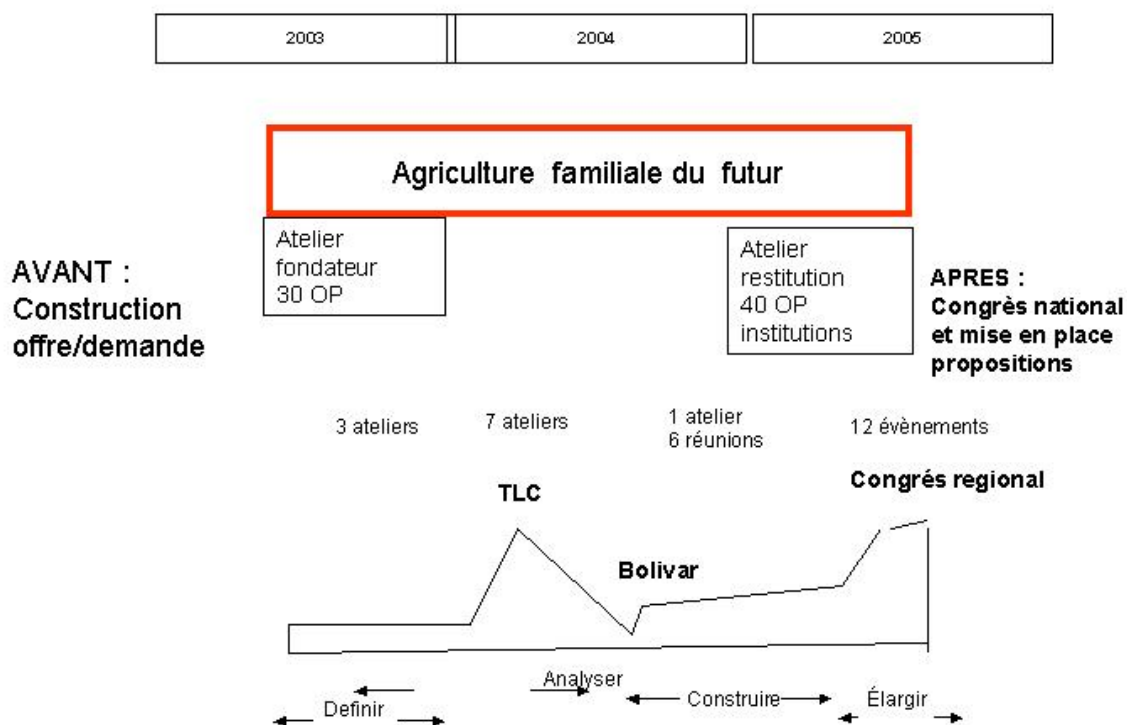 2003
2004
2005
Agriculture familiale du futur
Atelier
fondateur
30 OP
Atelier
restitution
40 OP
institutions
AVANT :
Construction
offre/demande
APRES :
Congrès national
et mise en place
propositions
3 ateliers
7 ateliers
1 atelier
6 réunions
12 évènements
TLC
Congrés regional
Bolivar
Analyser
Construire
Élargir
Definir